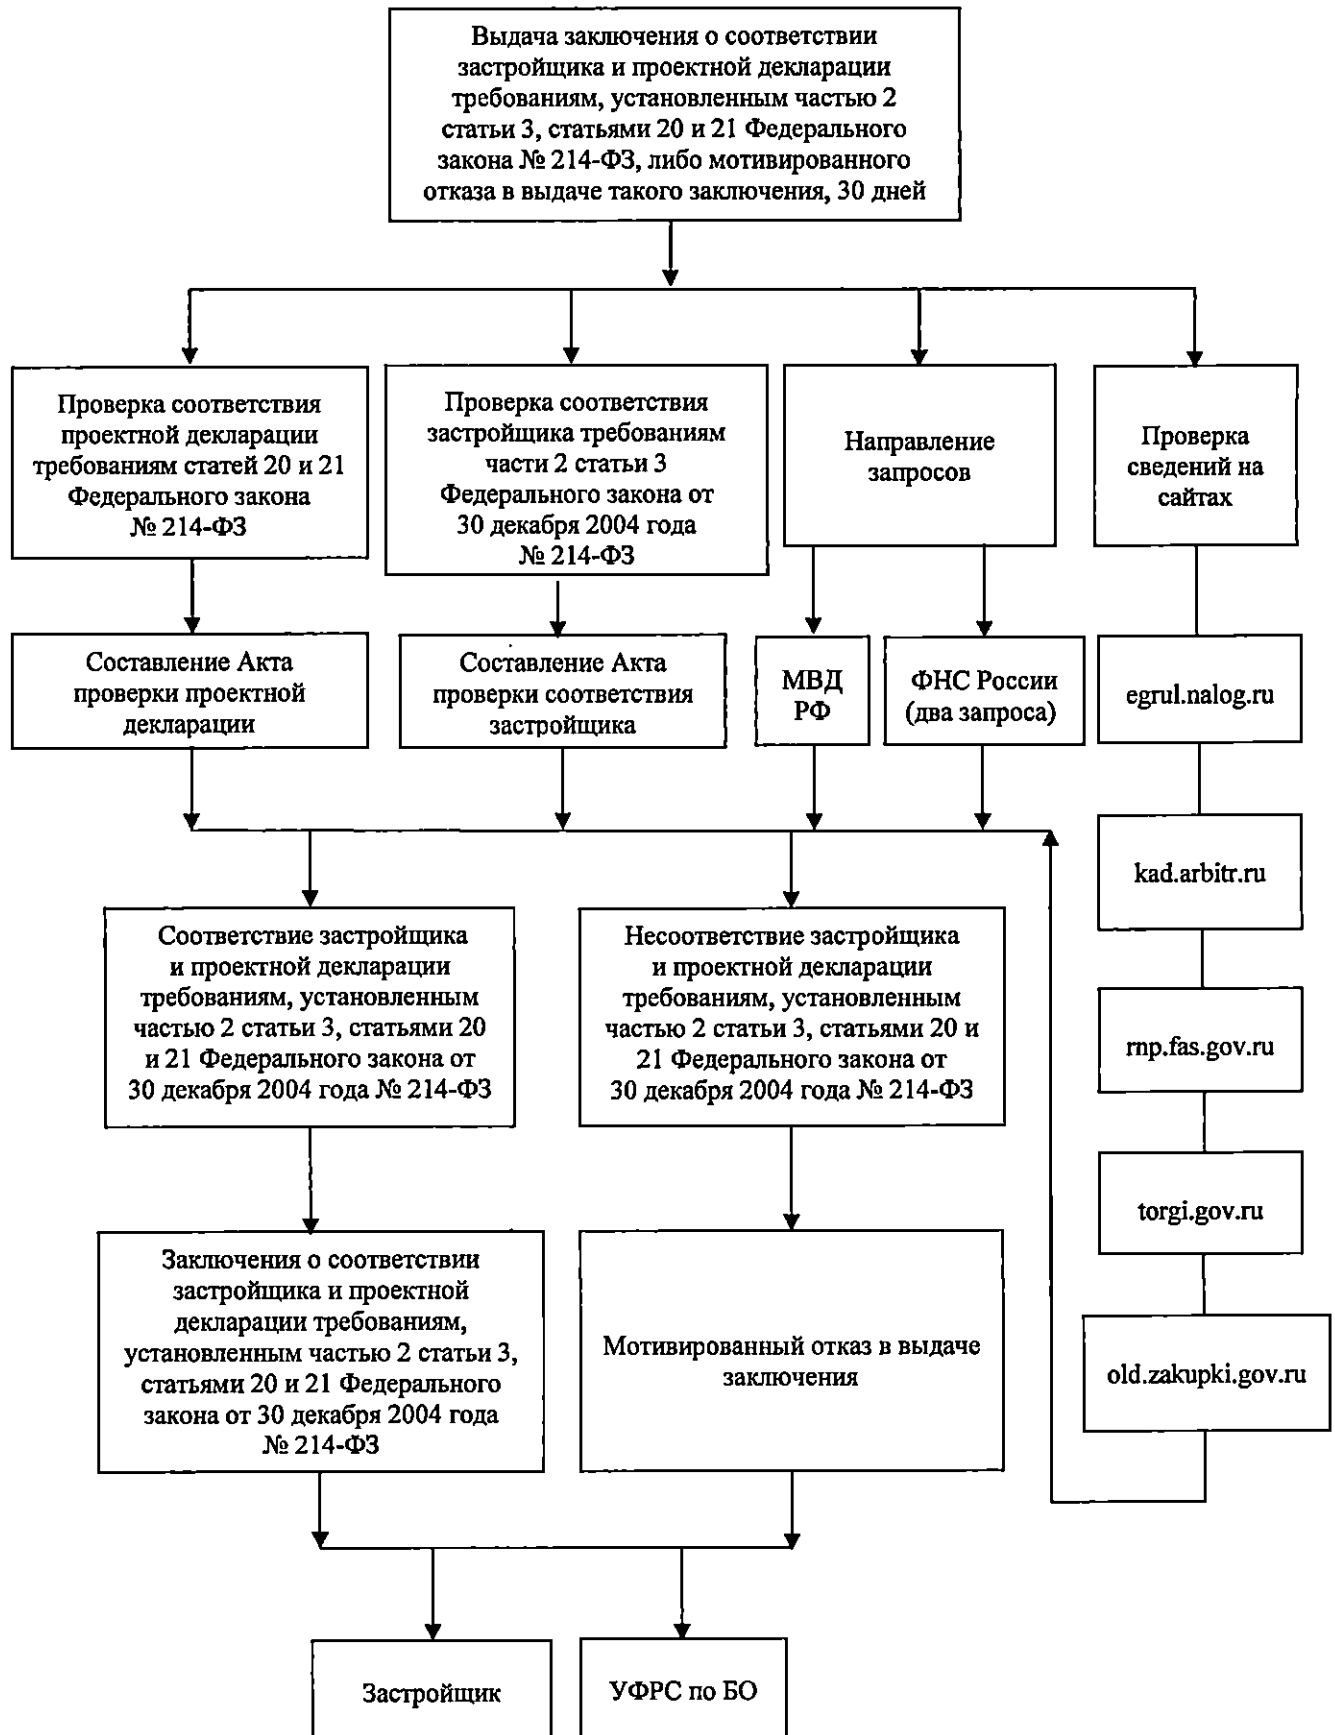 Выдача заключения о соответствии
застройщика и проектной декларации
требованиям, установленным частью 2
статьи 3, статьями 20 и 21 Федерального
закона № 214-ФЗ, либо мотивированного
отказа в выдаче такого заключения, 30 дней
Проверка соответствия
проектной декларации
требованиям статей 20 и 21
Федерального закона
№ 214-ФЗ
Проверка соответствия
застройщика требованиям
части 2 статьи 3
Федерального закона от
30 декабря 2004 года
№ 214-ФЗ
Направление
запросов
Проверка
сведений на
сайтах
Составление Акта
проверки проектной
декларации
Составление Акта
проверки соответствия
застройщика
МВД
РФ
ФНС России
(два запроса)
egrul.nalog.ru
kad.arbitr.ru
rnp.fas.gov.ru
torgi.gov.ru
old.zakupki.gov.ru
Соответствие застройщика
и проектной декларации
требованиям, установленным
частью 2 статьи 3, статьями 20
и 21 Федерального закона от
30 декабря 2004 года № 214-ФЗ
Несоответствие застройщика
и проектной декларации
требованиям, установленным
частью 2 статьи 3, статьями 20 и
21 Федерального закона от
30 декабря 2004 года № 214-ФЗ
Заключения о соответствии
застройщика и проектной
декларации требованиям,
установленным частью 2 статьи 3,
статьями 20 и 21 Федерального
закона от 30 декабря 2004 года
№ 214-ФЗ
Мотивированный отказ в выдаче
заключения
Застройщик
УФРС по БО